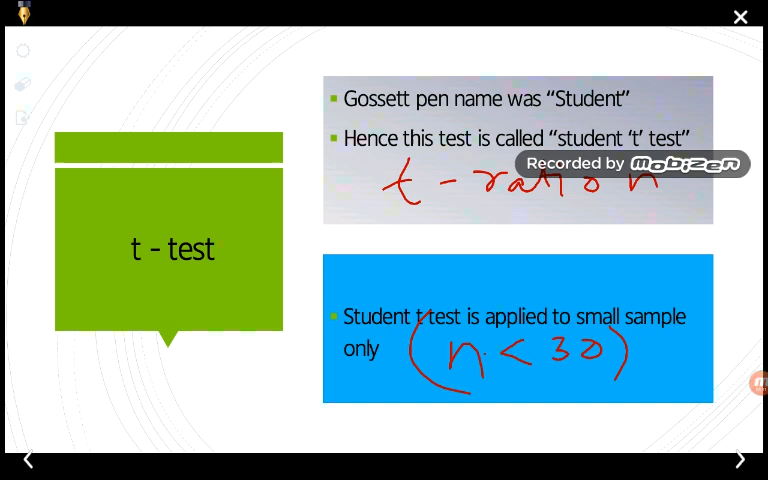 Gossett pen name was “Student”
Hence this test is called “student ‘t’ test”
Recorded by mobizen
t - ratio n
t - test
Student t test is applied to small sample
only
(n < 30)